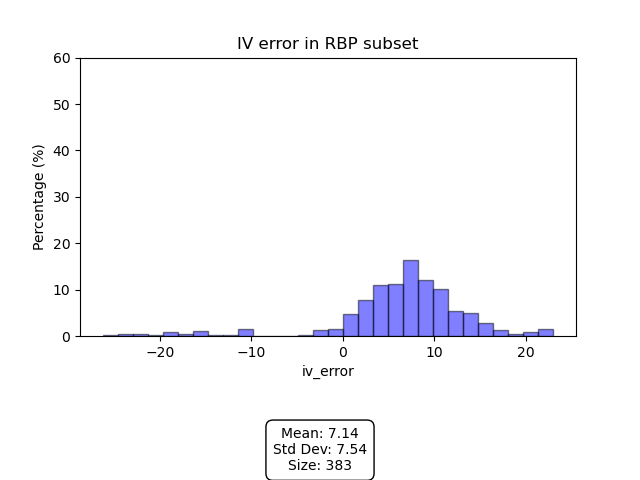 IV error in RBP subset
60
50
40
30
20
10
0
Percentage (%)
−20 −10 0 10 20
iv_error
Mean: 7.14
Std Dev: 7.54
Size: 383